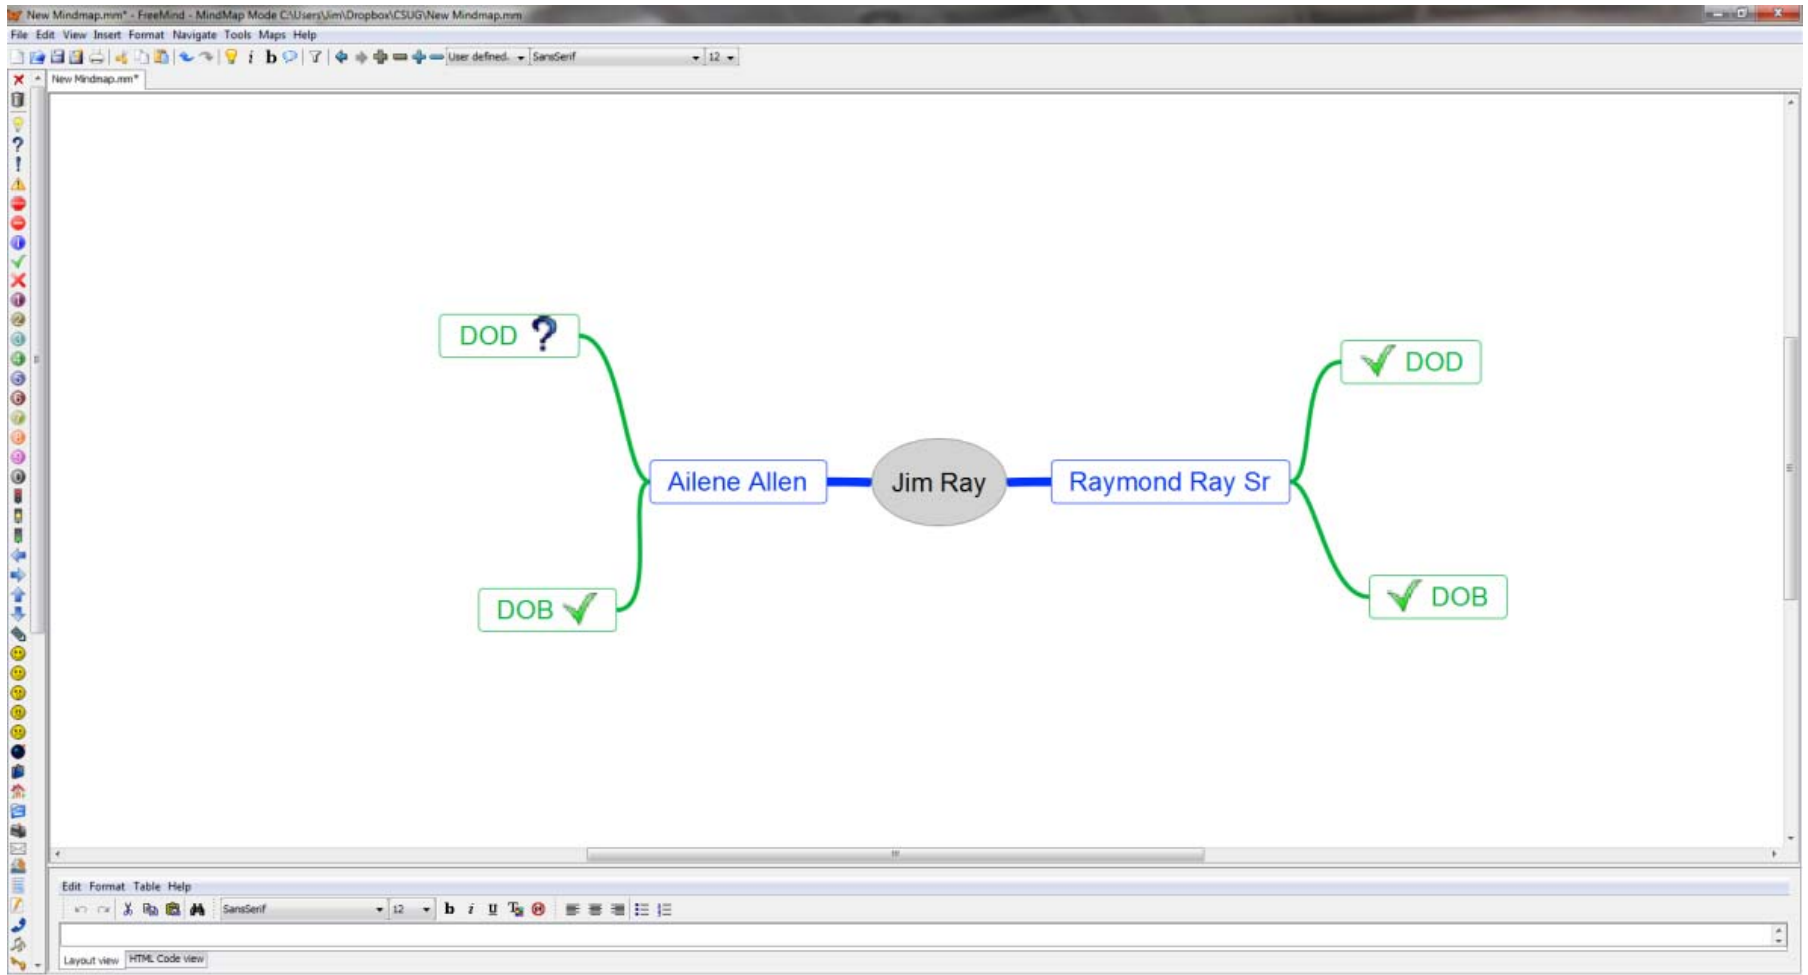 New Mindmap.mm* - FreeMind - MindMap Mode C:\Users\Jim\Dropbox\CSUG\New Mindmap.mm
File Edit View Insert Format Navigate Tools Maps Help
i b User defined. SansSerif 12
New Mindmap.mm*
DOD ?
DOD
Ailene Allen
Jim Ray
Raymond Ray Sr
DOB
DOB
Edit Format Table Help
SansSerif 12 b i u
Layout view HTML Code view